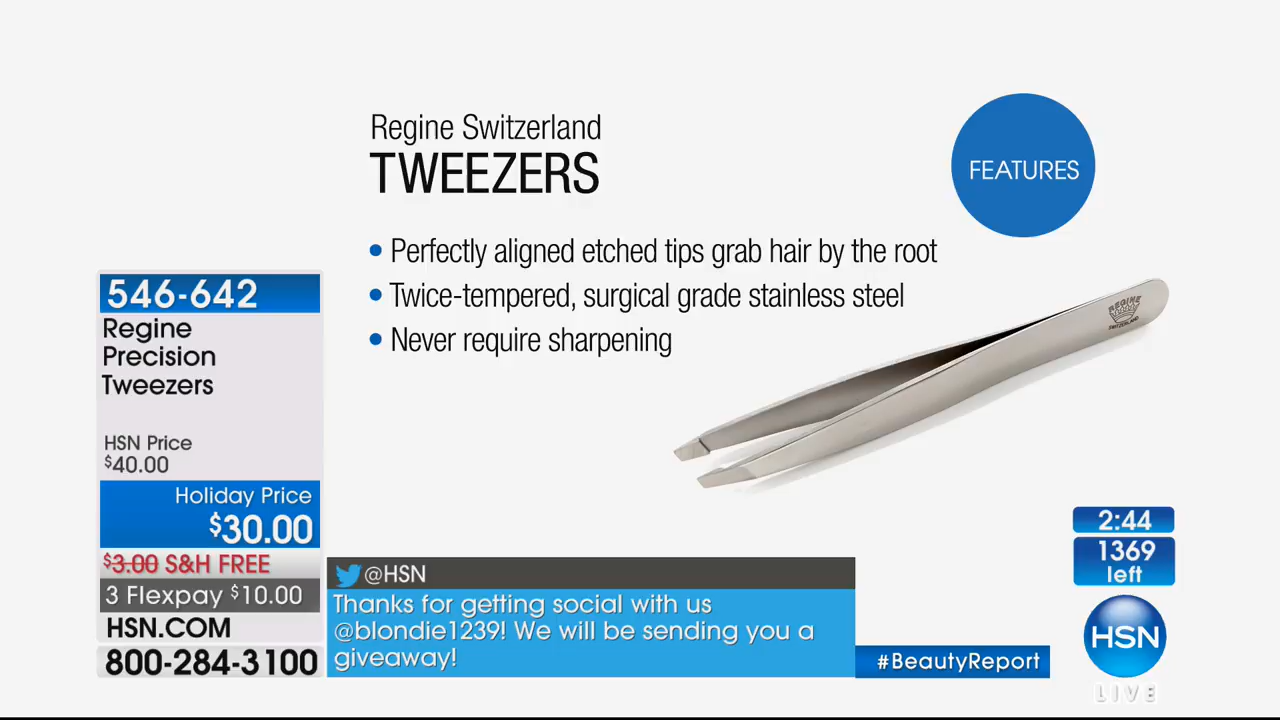 Regine Switzerland
TWEEZERS
FEATURES
• Perfectly aligned etched tips grab hair by the root
• Twice-tempered, surgical grade stainless steel
• Never require sharpening
REGINE
SWITZERLAND
546-642
Regine
Precision
Tweezers
HSN Price
$40.00
Holiday Price
$30.00
$3.00 S&H FREE
3 Flexpay $10.00
HSN.COM
800-284-3100
@HSN
Thanks for getting social with us
@blondie1239! We will be sending you a
giveaway!
#BeautyReport
2:44
1369
left
HSN
LIVE